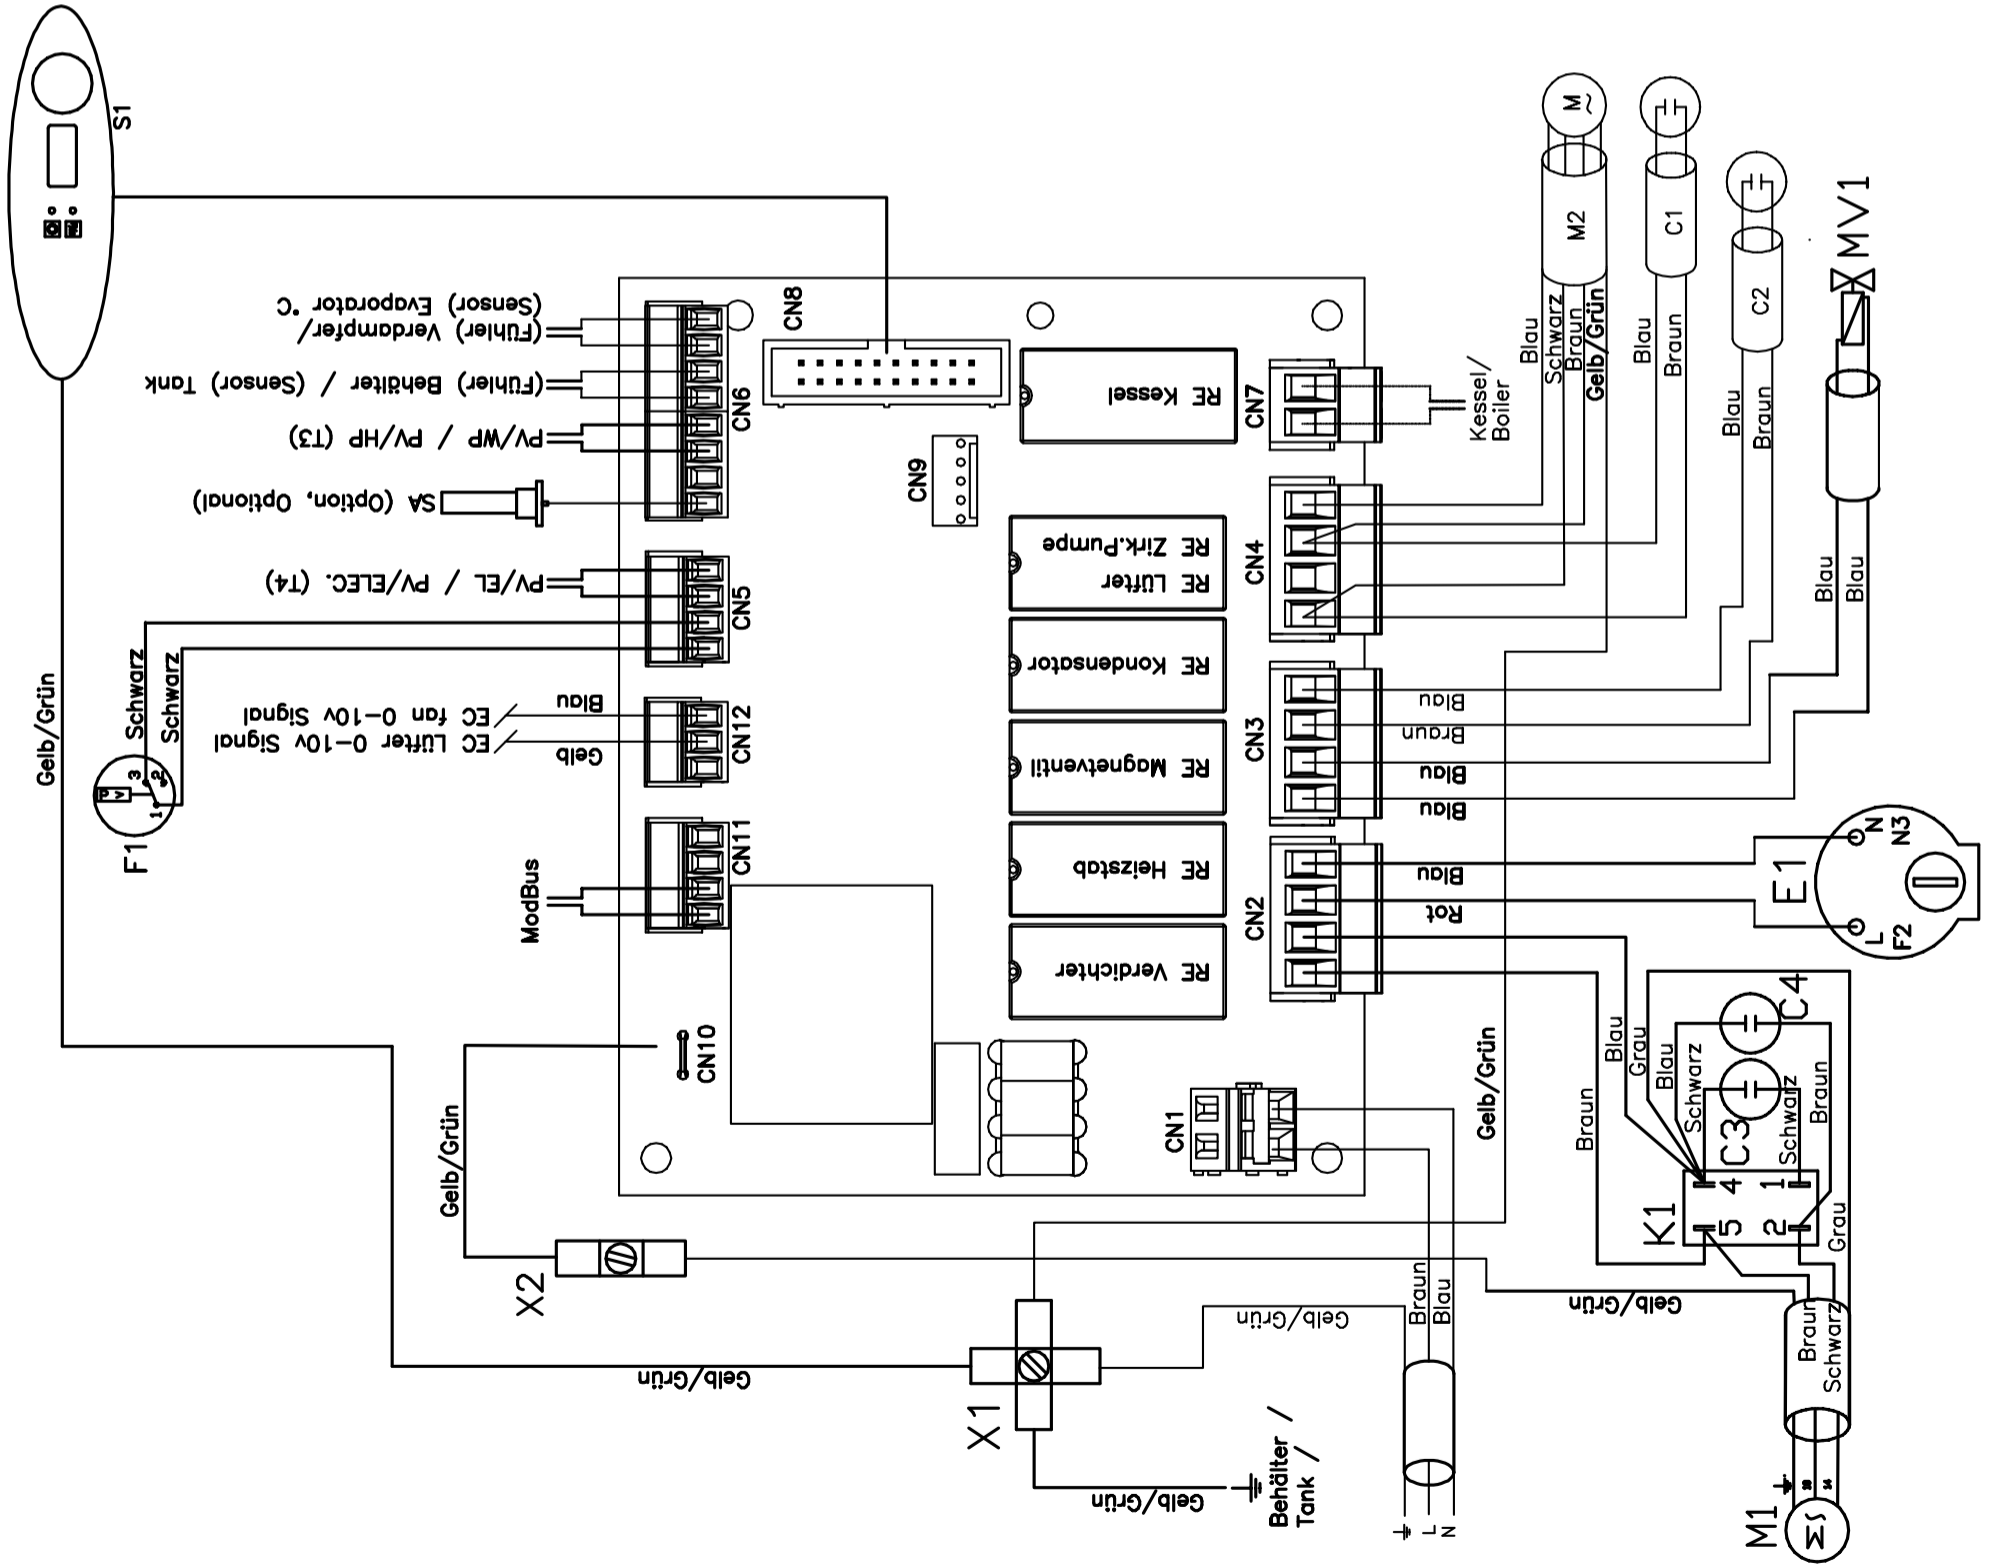 S1
(Fühler) Verdampfer/
(Sensor) Evaporator °C
(Fühler) Behälter / (Sensor) Tank
PV/WP / PV/HP (T3)
SA (Option, Optional)
PV/EL / PV/ELEC. (T4)
CN6
CN8
CN9
CN5
CN12
CN11
CN10
CN7
CN4
CN3
CN2
CN1
RE Kessel
RE Zirk.Pumpe
RE Lüfter
RE Kondensator
RE Magnetventil
RE Heizstab
RE Verdichter
Kessel/
Boiler
Gelb/Grün
Schwarz
Schwarz
F1
P
3
2
1
Blau
EC fan 0-10v Signal
EC Lüfter 0-10v Signal
Gelb
ModBus
Gelb/Grün
X2
Gelb/Grün
X1
Gelb/Grün
Behälter /
Tank /
Gelb/Grün
Braun
Blau
L
N
Gelb/Grün
Gelb/Grün
M
M2
C1
C2
MV1
Blau
Schwarz
Braun
Gelb/Grün
Blau
Braun
Blau
Braun
Blau
Blau
Blau
Braun
Blau
Blau
Blau
Rot
E1
N
N3
L
F2
Braun
Blau
Grau
Blau
Schwarz
C3
C4
Schwarz
Braun
K1
4
1
5
2
Grau
Braun
Schwarz
M1
M